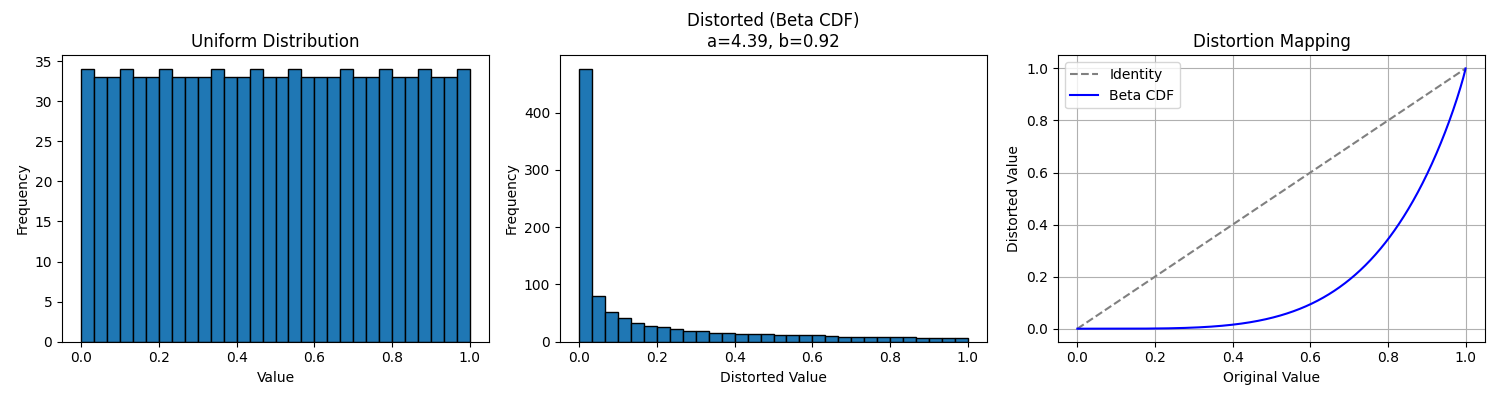 Uniform Distribution
35
30
25
20
15
10
5
0
Frequency
0.0 0.2 0.4 0.6 0.8 1.0
Value
Distorted (Beta CDF)
a=4.39, b=0.92
400
300
200
100
0
Frequency
0.0 0.2 0.4 0.6 0.8 1.0
Distorted Value
Distortion Mapping
Identity
Beta CDF
1.0
0.8
0.6
0.4
0.2
0.0
Distorted Value
0.0 0.2 0.4 0.6 0.8 1.0
Original Value